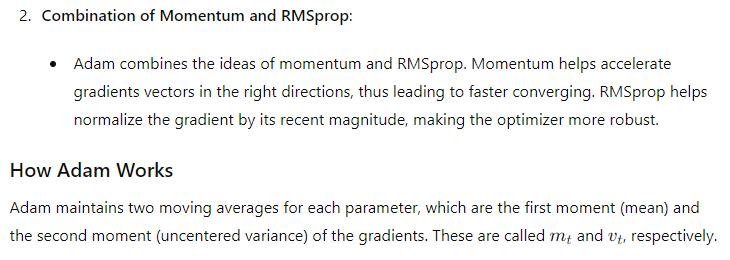 2. Combination of Momentum and RMSprop:
• Adam combines the ideas of momentum and RMSprop. Momentum helps accelerate
gradients vectors in the right directions, thus leading to faster converging. RMSprop helps
normalize the gradient by its recent magnitude, making the optimizer more robust.
How Adam Works
Adam maintains two moving averages for each parameter, which are the first moment (mean) and
the second moment (uncentered variance) of the gradients. These are called mₜ and vₜ, respectively.